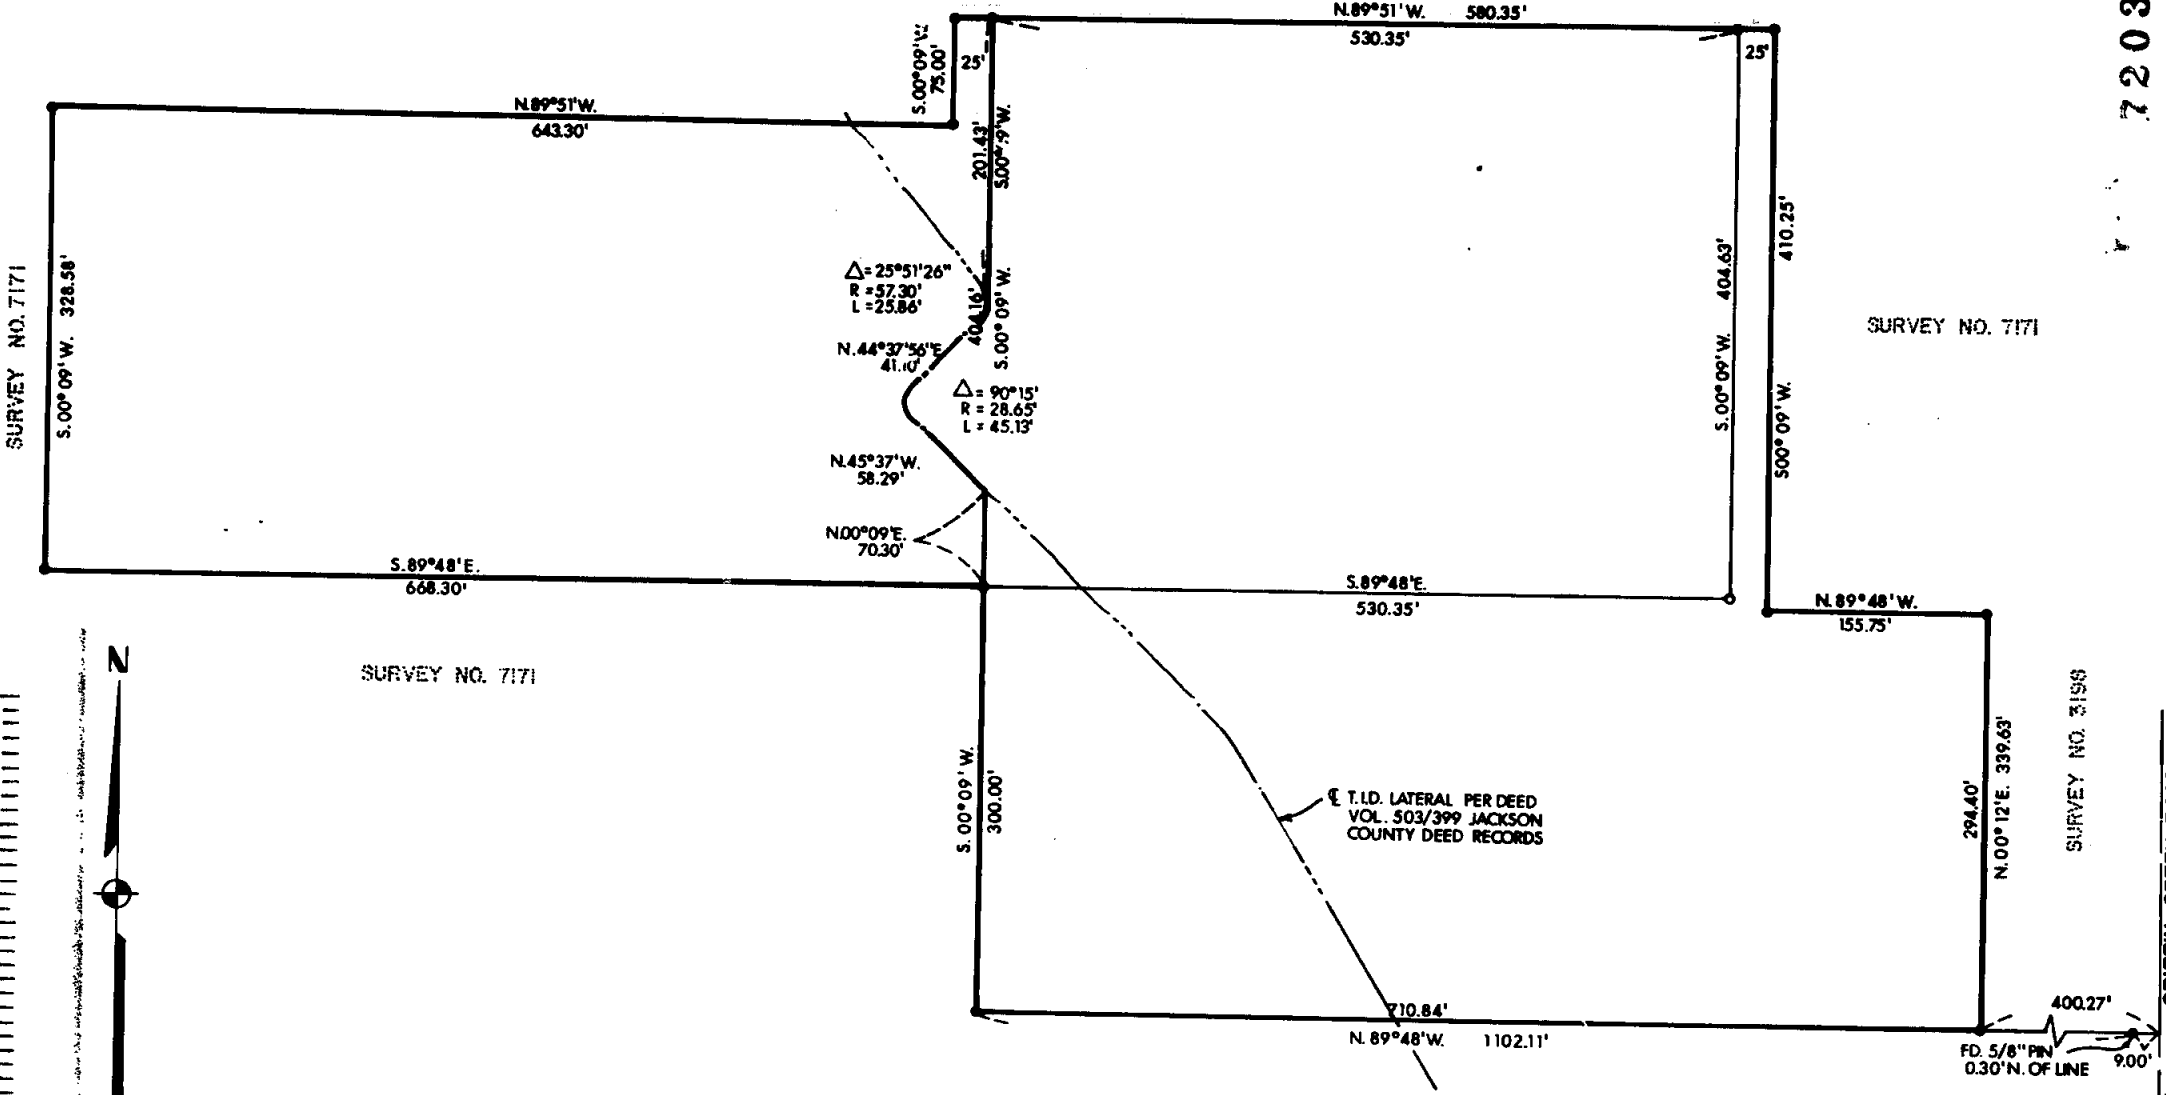 N.89°51'W. 580.35'
530.35'
7203
S.00°09'W.
75.00'
25'
25'
N.89°51'W.
643.30'
201.43'
410.25'
SURVEY NO. 7171
S.00°09'W. 328.58'
Δ= 25°51'26"
R =57.30'
L =25.86'
404.16'
S.00°09'W.
S.00°09'W. 404.63'
S00°09'W.
SURVEY NO. 7171
N.44°37'56"E
41.10'
Δ= 90°15'
R = 28.65'
L = 45.13'
N.45°37'W.
58.29'
N.00°09'E.
70.30'
S.89°48'E.
668.30'
S.89°48'E.
530.35'
N.89°48'W.
155.75'
N
SURVEY NO. 7171
S.00°09'W.
300.00'
℄ T.I.D. LATERAL PER DEED
VOL. 503/399 JACKSON
COUNTY DEED RECORDS
294.40'
N.00°12'E. 339.63'
SURVEY NO. 3198
710.84'
N.89°48'W. 1102.11'
400.27'
FD. 5/8" PIN
0.30'N. OF LINE
9.00'